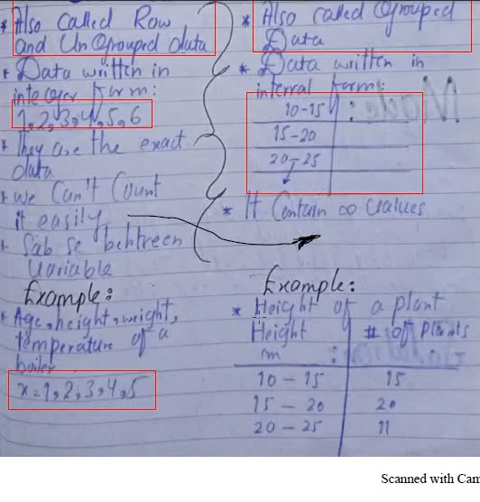 * Also called Row
and UnGrouped data
* Data written in
integer form:
1,2,3,4,5,6
* They are the exact
data
* We Can't Count
it easily
* Sab se behtreen
variable
Example:
* Age, height, weight,
temperature of a
boiler
x=1,2,3,4,5
* Also called Grouped
Data
* Data written in
interval form:
10-15
15-20
20-25
* It Contain ∞ values
Example:
* Height of a plant
Height # of Plants
m
10 - 15 15
15 - 20 20
20 - 25 11
Scanned with Cam